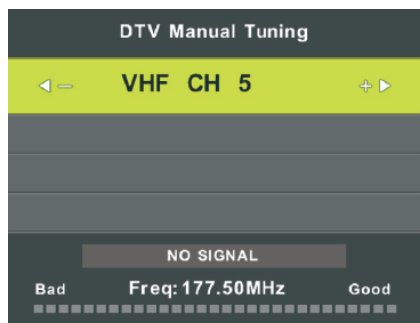 DTV Manual Tuning
VHF CH 5
NO SIGNAL
Bad Freq:177.50MHz Good